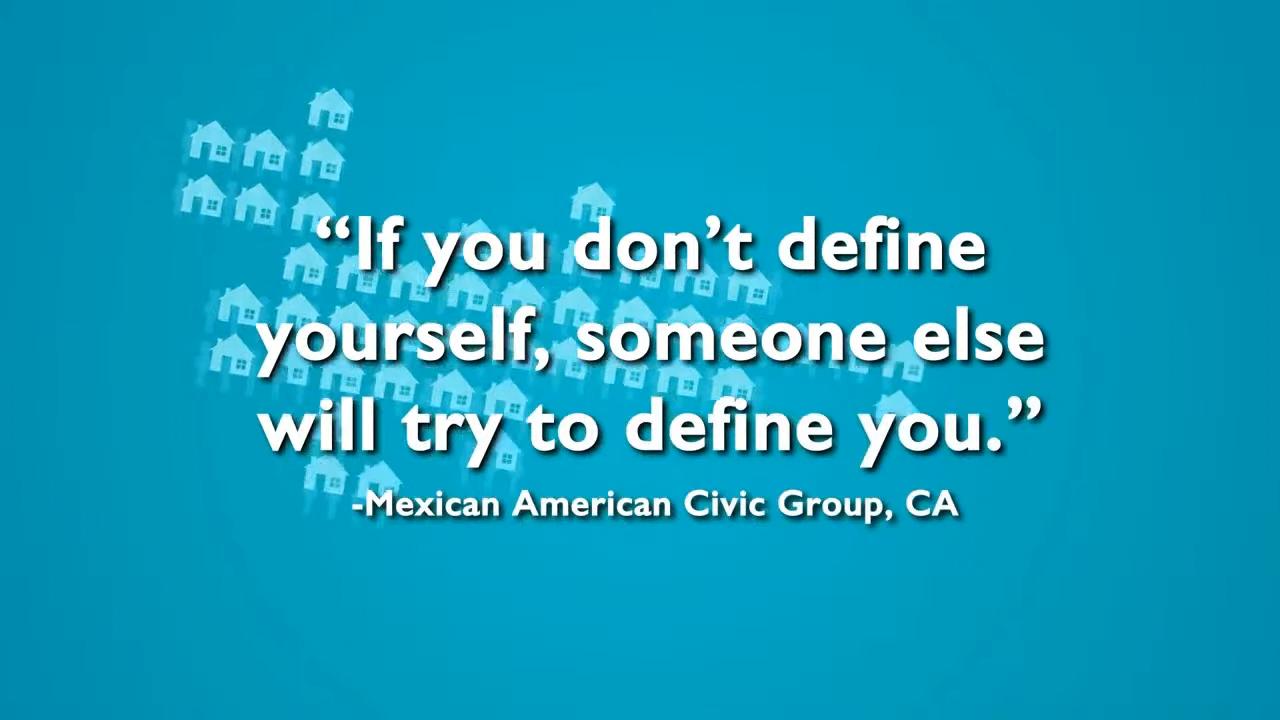 “If you don’t define
yourself, someone else
will try to define you.”
-Mexican American Civic Group, CA